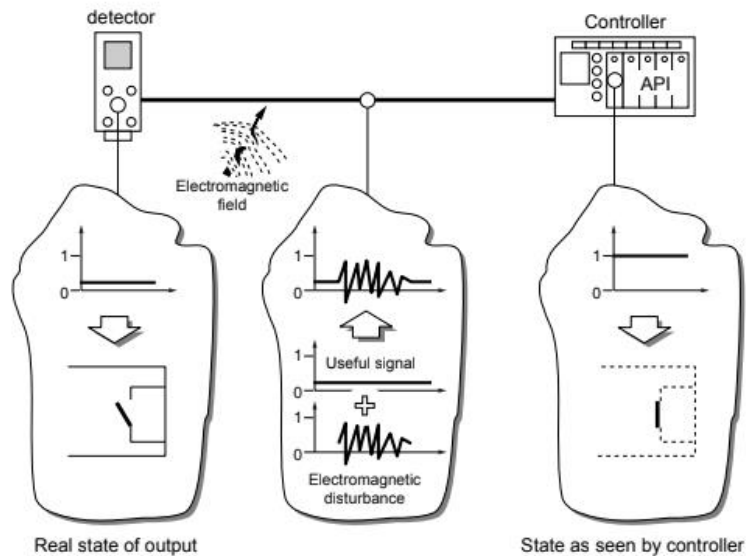 detector
Controller
API
Electromagnetic
field
1
0
1
0
1
0
Useful signal
1
0
1
0
Electromagnetic
disturbance
Real state of output
State as seen by controller